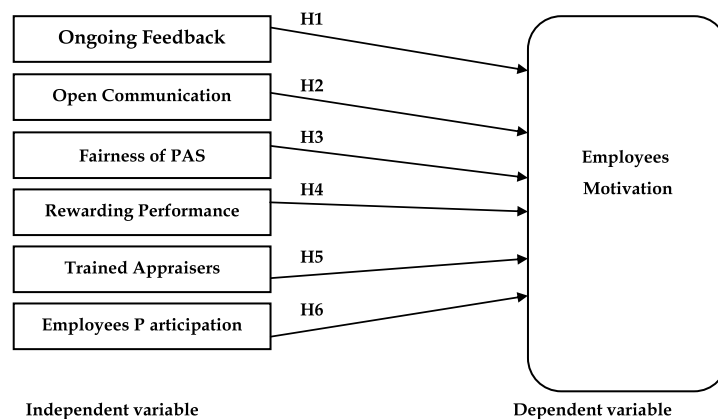 Ongoing Feedback
H1
Open Communication
H2
Fairness of PAS
H3
Rewarding Performance
H4
Trained Appraisers
H5
Employees P articipation
H6
Employees
Motivation
Independent variable
Dependent variable